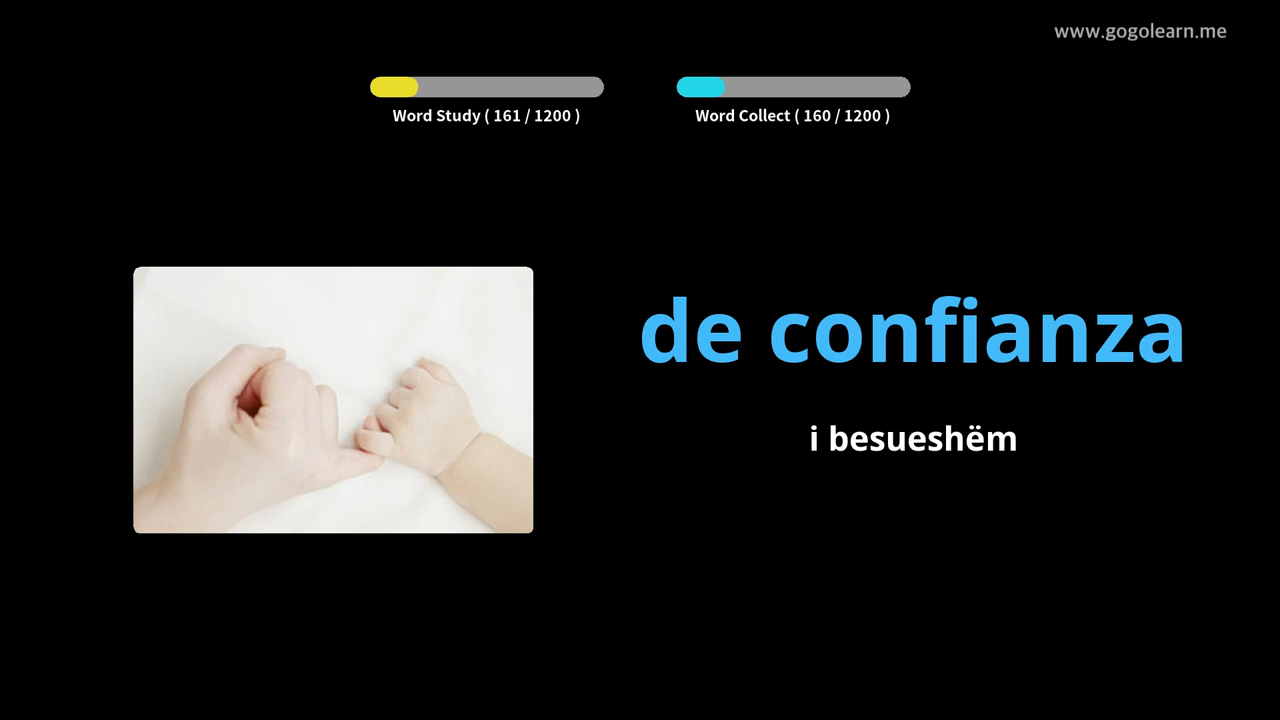 www.gogolearn.me
Word Study ( 161 / 1200 )
Word Collect ( 160 / 1200 )
de confianza
i besueshëm